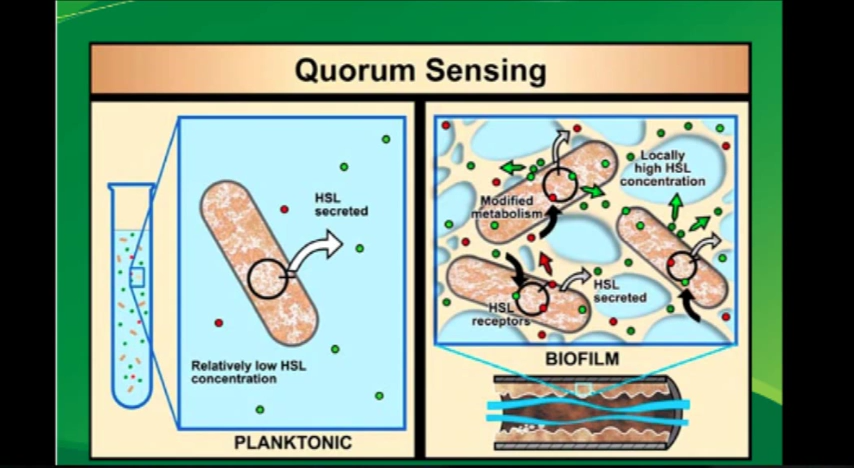 Quorum Sensing
HSL
secreted
Relatively low HSL
concentration
PLANKTONIC
Locally
high HSL
concentration
Modified
metabolism
HSL
secreted
HSL
receptors
BIOFILM